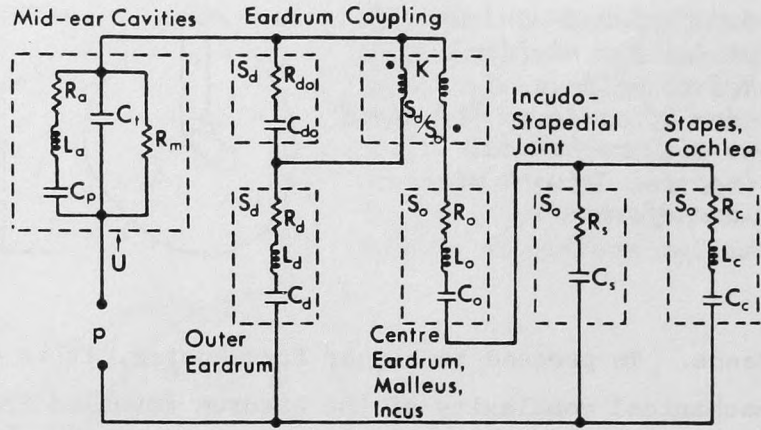 Mid-ear Cavities
Eardrum Coupling
Ra
La
Cp
Ct
Rm
U
P
Sd
Rdo
Cdo
K
Sd/So
Sd
Rd
Ld
Cd
Outer
Eardrum
So
Ro
Lo
Co
Centre
Eardrum,
Malleus,
Incus
Incudo-
Stapedial
Joint
So
Rs
Cs
Stapes,
Cochlea
So
Rc
Lc
Cc